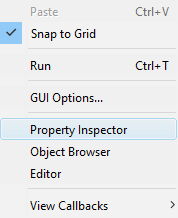 Paste Ctrl+V
Snap to Grid
Run Ctrl+T
GUI Options...
Property Inspector
Object Browser
Editor
View Callbacks